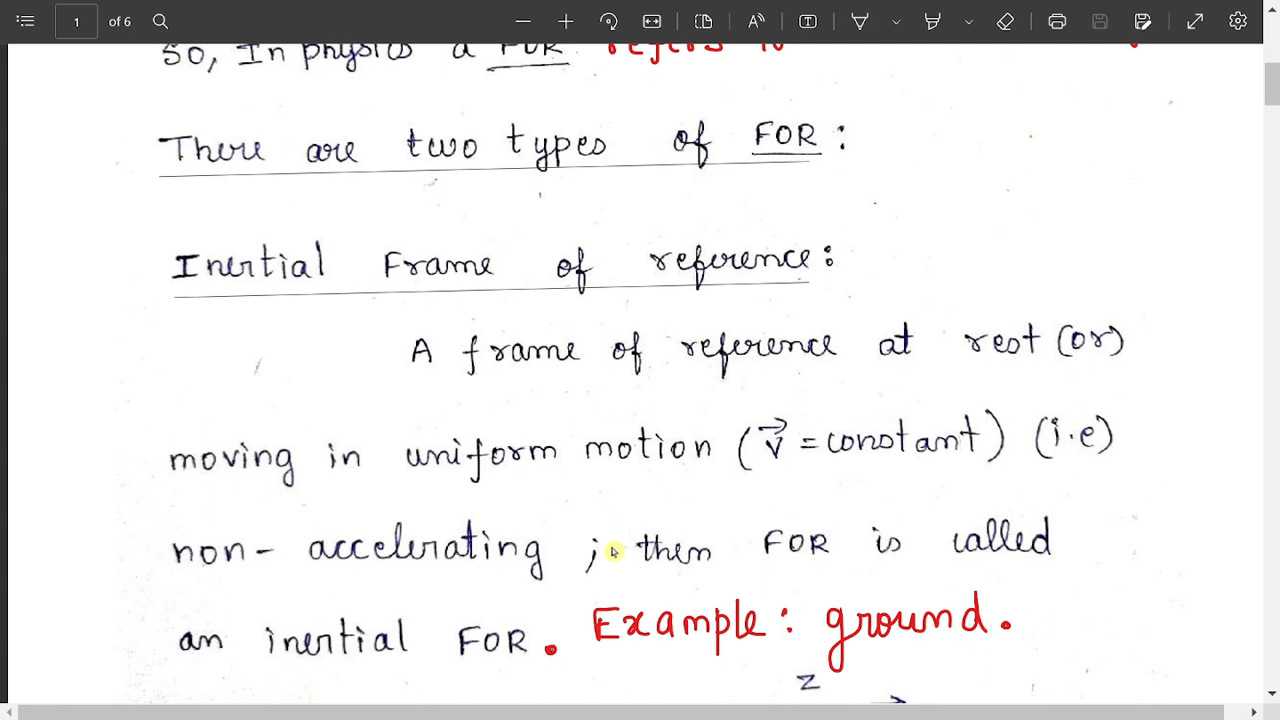 1 of 6
So, In physics a FOR refers to
There are two types of FOR:
Inertial Frame of reference:
A frame of reference at rest (or)
moving in uniform motion (v⃗ = constant) (i.e)
non-accelerating ; then FOR is called
an inertial FOR. Example: ground.
z